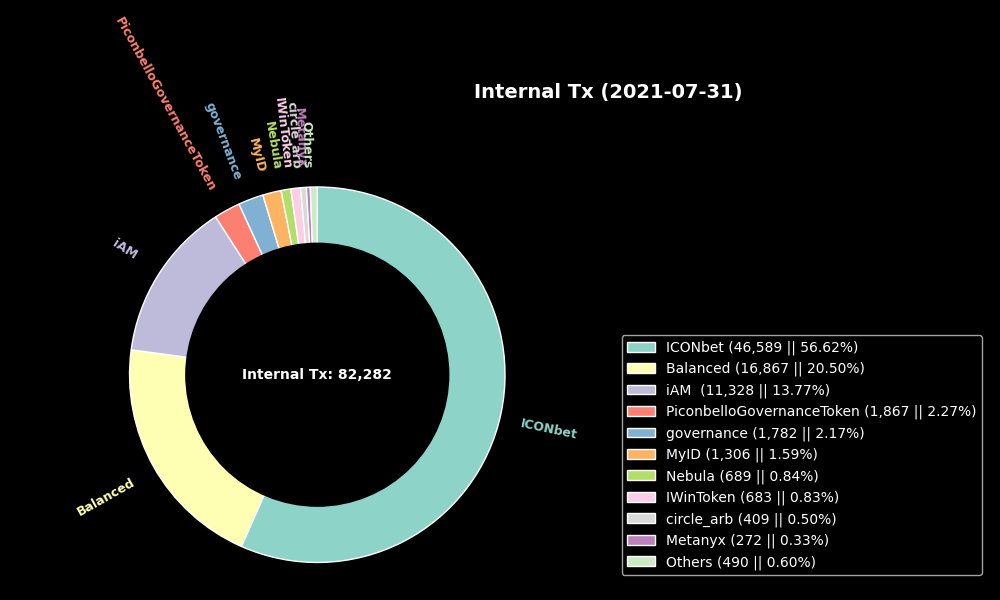 Internal Tx (2021-07-31)
PiconbelloGovernanceToken
governance
MyID
Nebula
IWinToken
circle_arb
Metanyx
Others
iAM
ICONbet
Balanced
Internal Tx: 82,282
ICONbet (46,589 || 56.62%)
Balanced (16,867 || 20.50%)
iAM  (11,328 || 13.77%)
PiconbelloGovernanceToken (1,867 || 2.27%)
governance (1,782 || 2.17%)
MyID (1,306 || 1.59%)
Nebula (689 || 0.84%)
IWinToken (683 || 0.83%)
circle_arb (409 || 0.50%)
Metanyx (272 || 0.33%)
Others (490 || 0.60%)